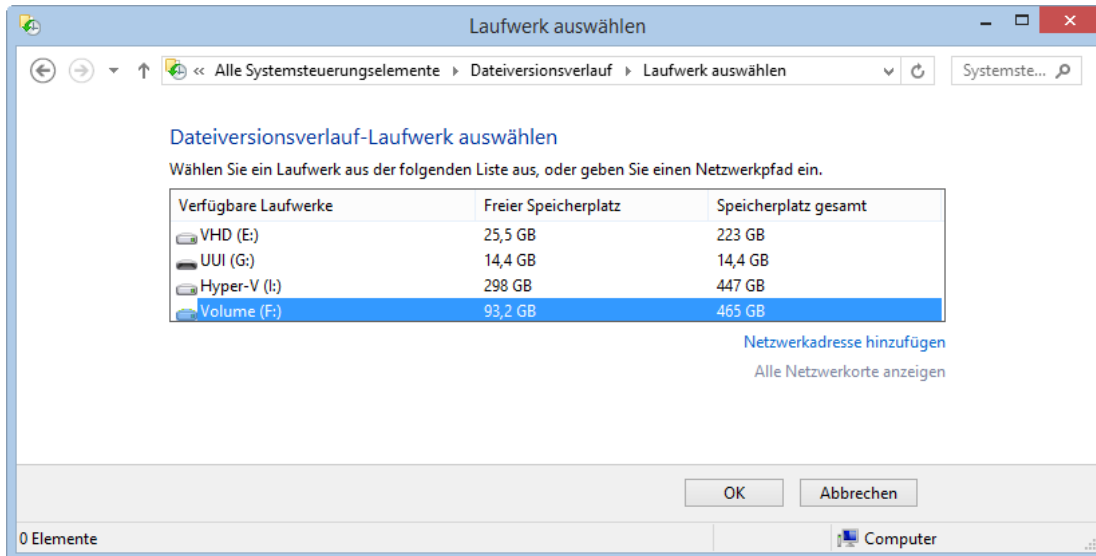 Laufwerk auswählen
« Alle Systemsteuerungselemente ▸ Dateiversionsverlauf ▸ Laufwerk auswählen Systemste...
Dateiversionsverlauf-Laufwerk auswählen
Wählen Sie ein Laufwerk aus der folgenden Liste aus, oder geben Sie einen Netzwerkpfad ein.
Verfügbare Laufwerke Freier Speicherplatz Speicherplatz gesamt
VHD (E:) 25,5 GB 223 GB
UUI (G:) 14,4 GB 14,4 GB
Hyper-V (I:) 298 GB 447 GB
Volume (F:) 93,2 GB 465 GB
Netzwerkadresse hinzufügen
Alle Netzwerkorte anzeigen
OK Abbrechen
0 Elemente Computer